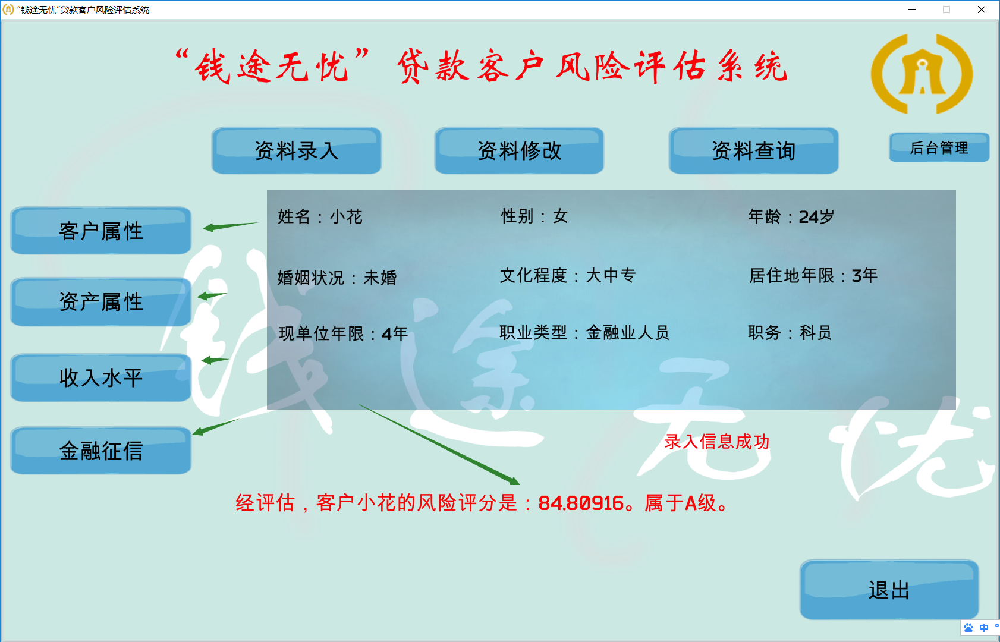 “钱途无忧”贷款客户风险评估系统
“钱途无忧”贷款客户风险评估系统
资料录入 资料修改 资料查询 后台管理
客户属性
资产属性
收入水平
金融征信
姓名：小花 性别：女 年龄：24岁
婚姻状况：未婚 文化程度：大中专 居住地年限：3年
现单位年限：4年 职业类型：金融业人员 职务：科员
钱途无忧
录入信息成功
经评估，客户小花的风险评分是：84.80916。属于A级。
退出
中